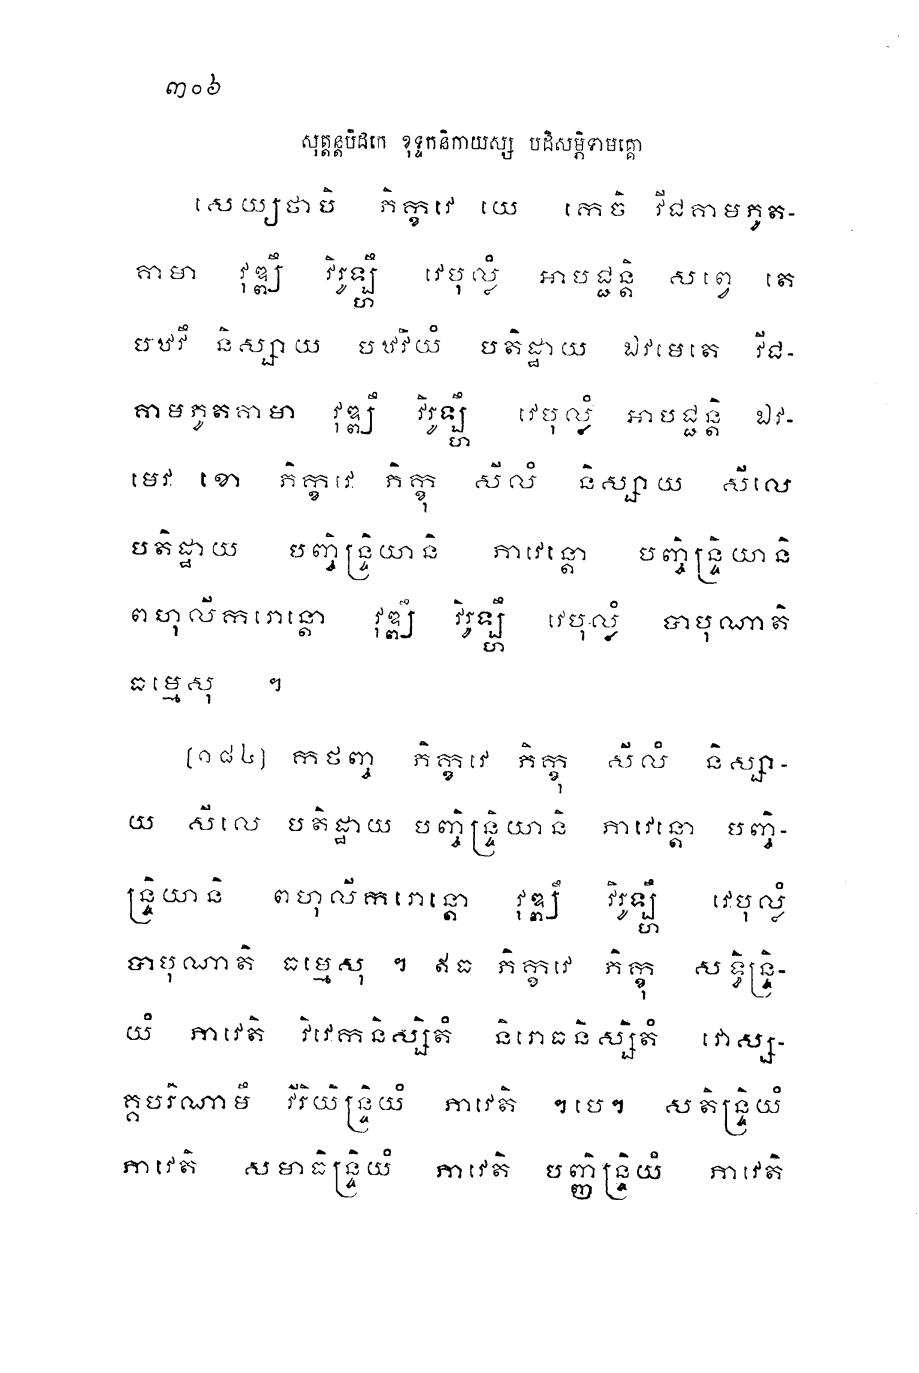 ៣០៦
សុត្តន្តបិដកេ ខុទ្ទកនិកាយស្ស បដិសម្ភិទាមគ្គោ
សេយ្យថាបិ ភិក្ខវេ យេ កេចិ វីជគាមភូត-
គាមា វុឌ្ឍឹ វិរូឡ្ហឹ វេបុល្លំ អាបជ្ជន្តិ សព្វេ តេ
បឋវឹ និស្សាយ បឋវិយំ បតិដ្ឋាយ ឯវមេតេ វីជ-
គាមភូតគាមា វុឌ្ឍឹ វិរូឡ្ហឹ វេបុល្លំ អាបជ្ជន្តិ ឯវ-
មេវ ខោ ភិក្ខវេ ភិក្ខុ សីលំ និស្សាយ សីលេ
បតិដ្ឋាយ បញ្ចិន្ទ្រិយានិ ភាវេន្តោ បញ្ចិន្ទ្រិយានិ
ពហុលីករោន្តោ វុឌ្ឍឹ វិរូឡ្ហឹ វេបុល្លំ បាបុណាតិ
ធម្មេសុ ។
[១៨៤] កថញ្ច ភិក្ខវេ ភិក្ខុ សីលំ និស្សា-
យ សីលេ បតិដ្ឋាយ បញ្ចិន្ទ្រិយានិ ភាវេន្តោ បញ្ចិ-
ន្ទ្រិយានិ ពហុលីករោន្តោ វុឌ្ឍឹ វិរូឡ្ហឹ វេបុល្លំ
បាបុណាតិ ធម្មេសុ ។ ឥធ ភិក្ខវេ ភិក្ខុ សទ្ធិន្ទ្រិ-
យំ ភាវេតិ វិវេកនិស្សិតំ និរោធនិស្សិតំ វោស្ស-
គ្គបរិណាមឹ វីរិយិន្ទ្រិយំ ភាវេតិ ។បេ។ សតិន្ទ្រិយំ
ភាវេតិ សមាធិន្ទ្រិយំ ភាវេតិ បញ្ញិន្ទ្រិយំ ភាវេតិ